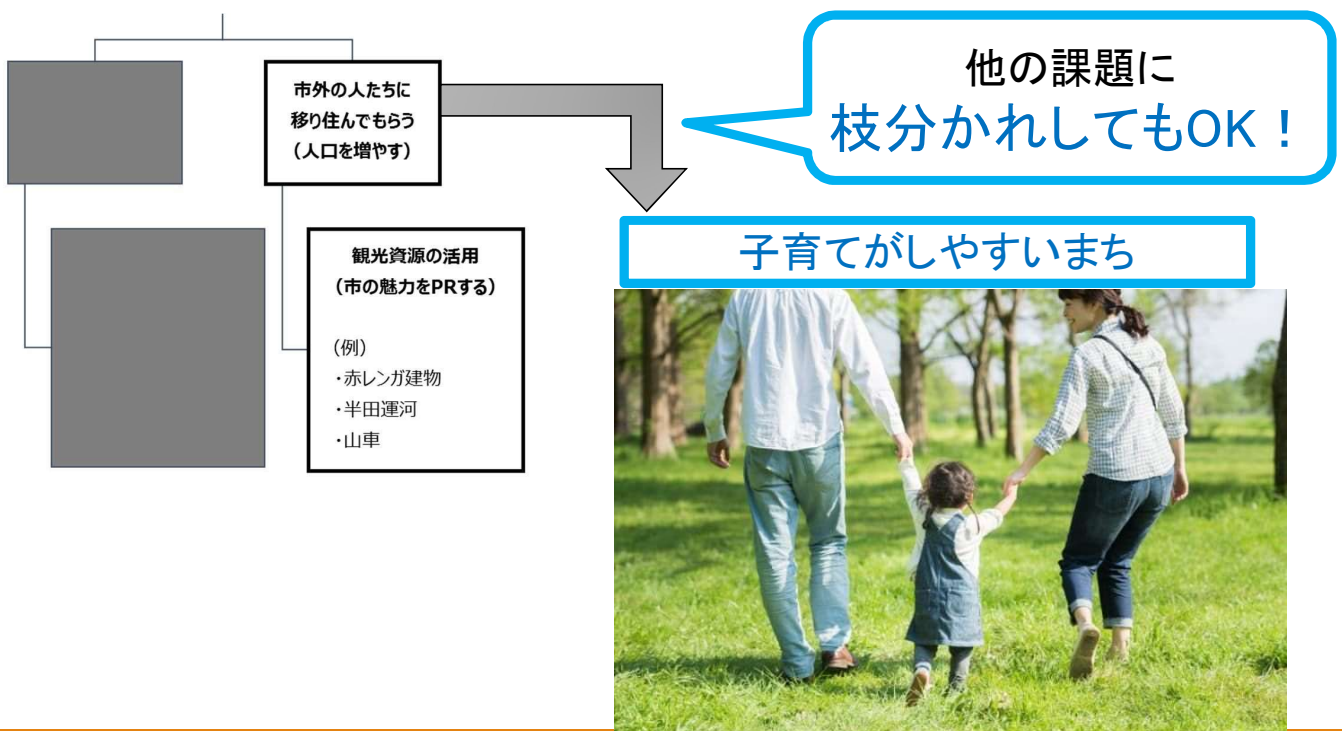 市外の人たちに
移り住んでもらう
（人口を増やす）
観光資源の活用
（市の魅力をPRする）
（例）
・赤レンガ建物
・半田運河
・山車
他の課題に
枝分かれしてもOK！
子育てがしやすいまち